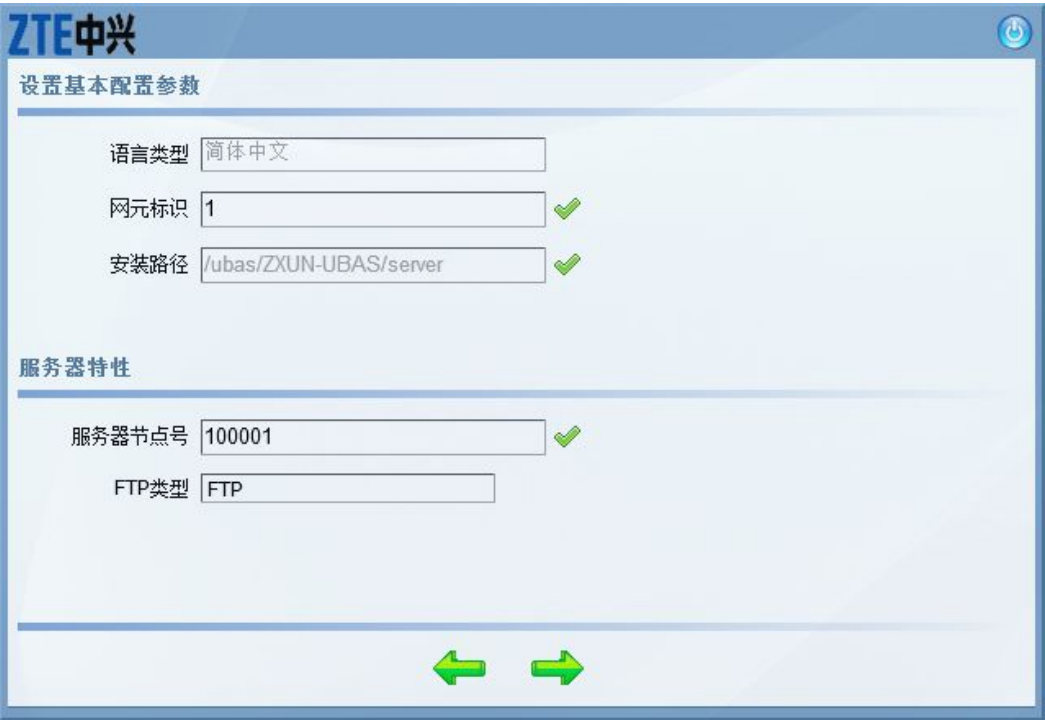 ZTE中兴
设置基本配置参数
语言类型 简体中文
网元标识 1
安装路径 /ubas/ZXUN-UBAS/server
服务器特性
服务器节点号 100001
FTP类型 FTP